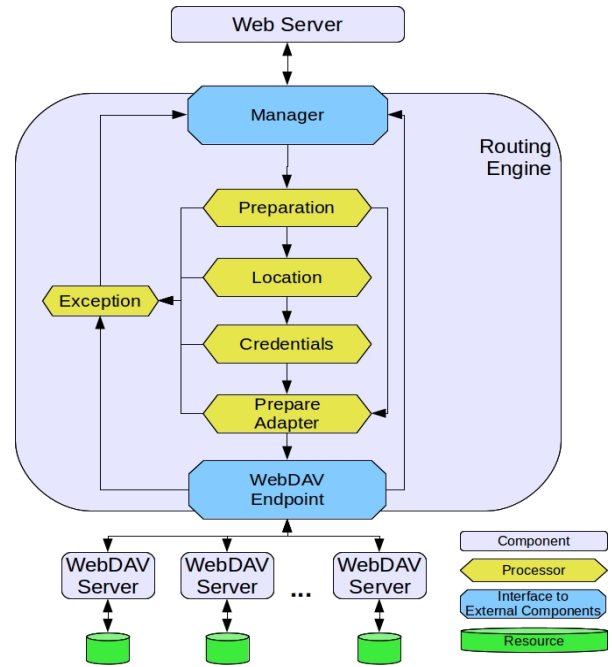 Web Server
Manager
Routing
Engine
Preparation
Location
Exception
Credentials
Prepare
Adapter
WebDAV
Endpoint
WebDAV
Server
WebDAV
Server
...
WebDAV
Server
Component
Processor
Interface to
External Components
Resource